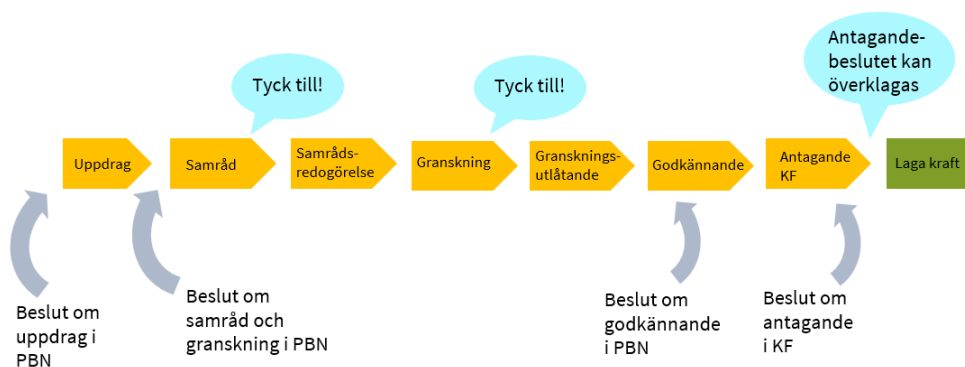 Tyck till!
Tyck till!
Antagande-
beslutet kan
överklagas
Uppdrag
Samråd
Samråds-
redogörelse
Granskning
Gransknings-
utlåtande
Godkännande
Antagande
KF
Laga kraft
Beslut om
uppdrag i
PBN
Beslut om
samråd och
granskning i PBN
Beslut om
godkännande
i PBN
Beslut om
antagande
i KF